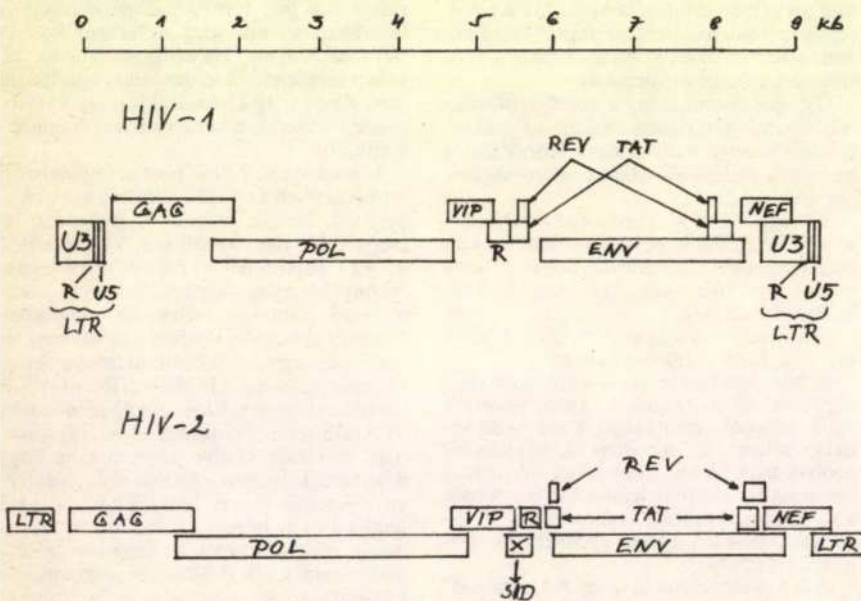 0 1 2 3 4 5 6 7 8 9 kb
HIV-1
REV TAT
GAG VIP NEF
U3 POL R ENV U3
R U5 R U5
LTR LTR
HIV-2
REV
LTR GAG VIP R TAT NEF
POL X ENV LTR
SID